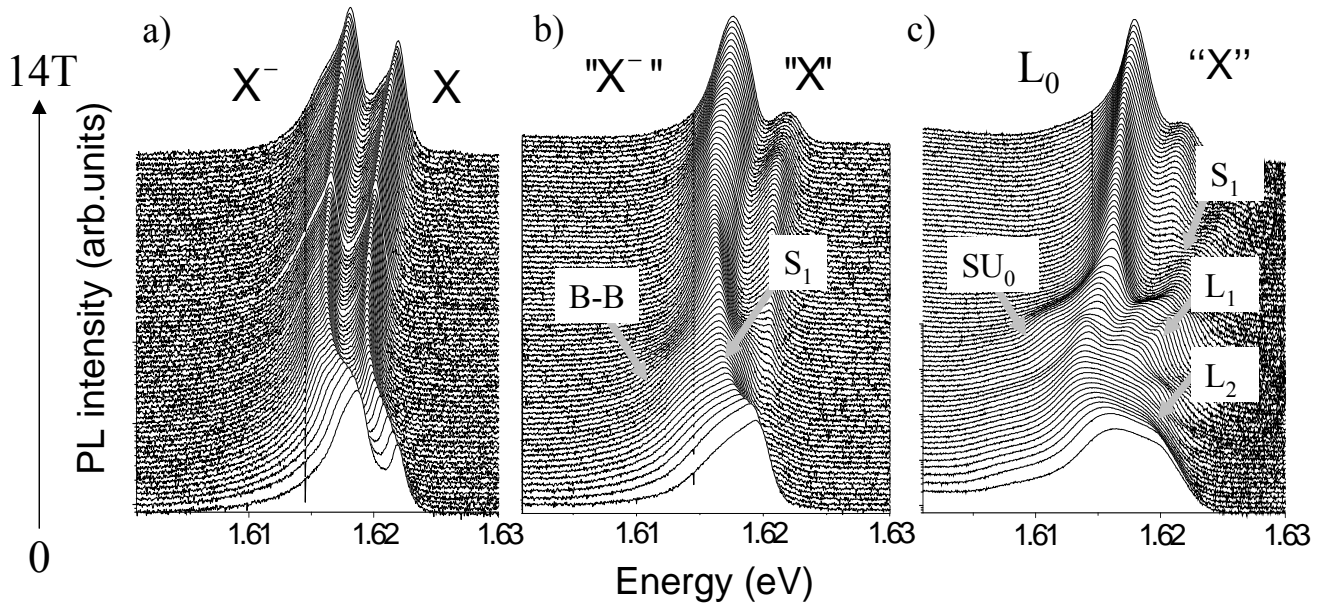 14T
0
PL intensity (arb.units)
a)
X⁻
X
1.61
1.62
1.63
b)
"X⁻ "
"X"
B-B
S₁
1.61
1.62
1.63
c)
L₀
“X”
SU₀
S₁
L₁
L₂
1.61
1.62
1.63
Energy (eV)